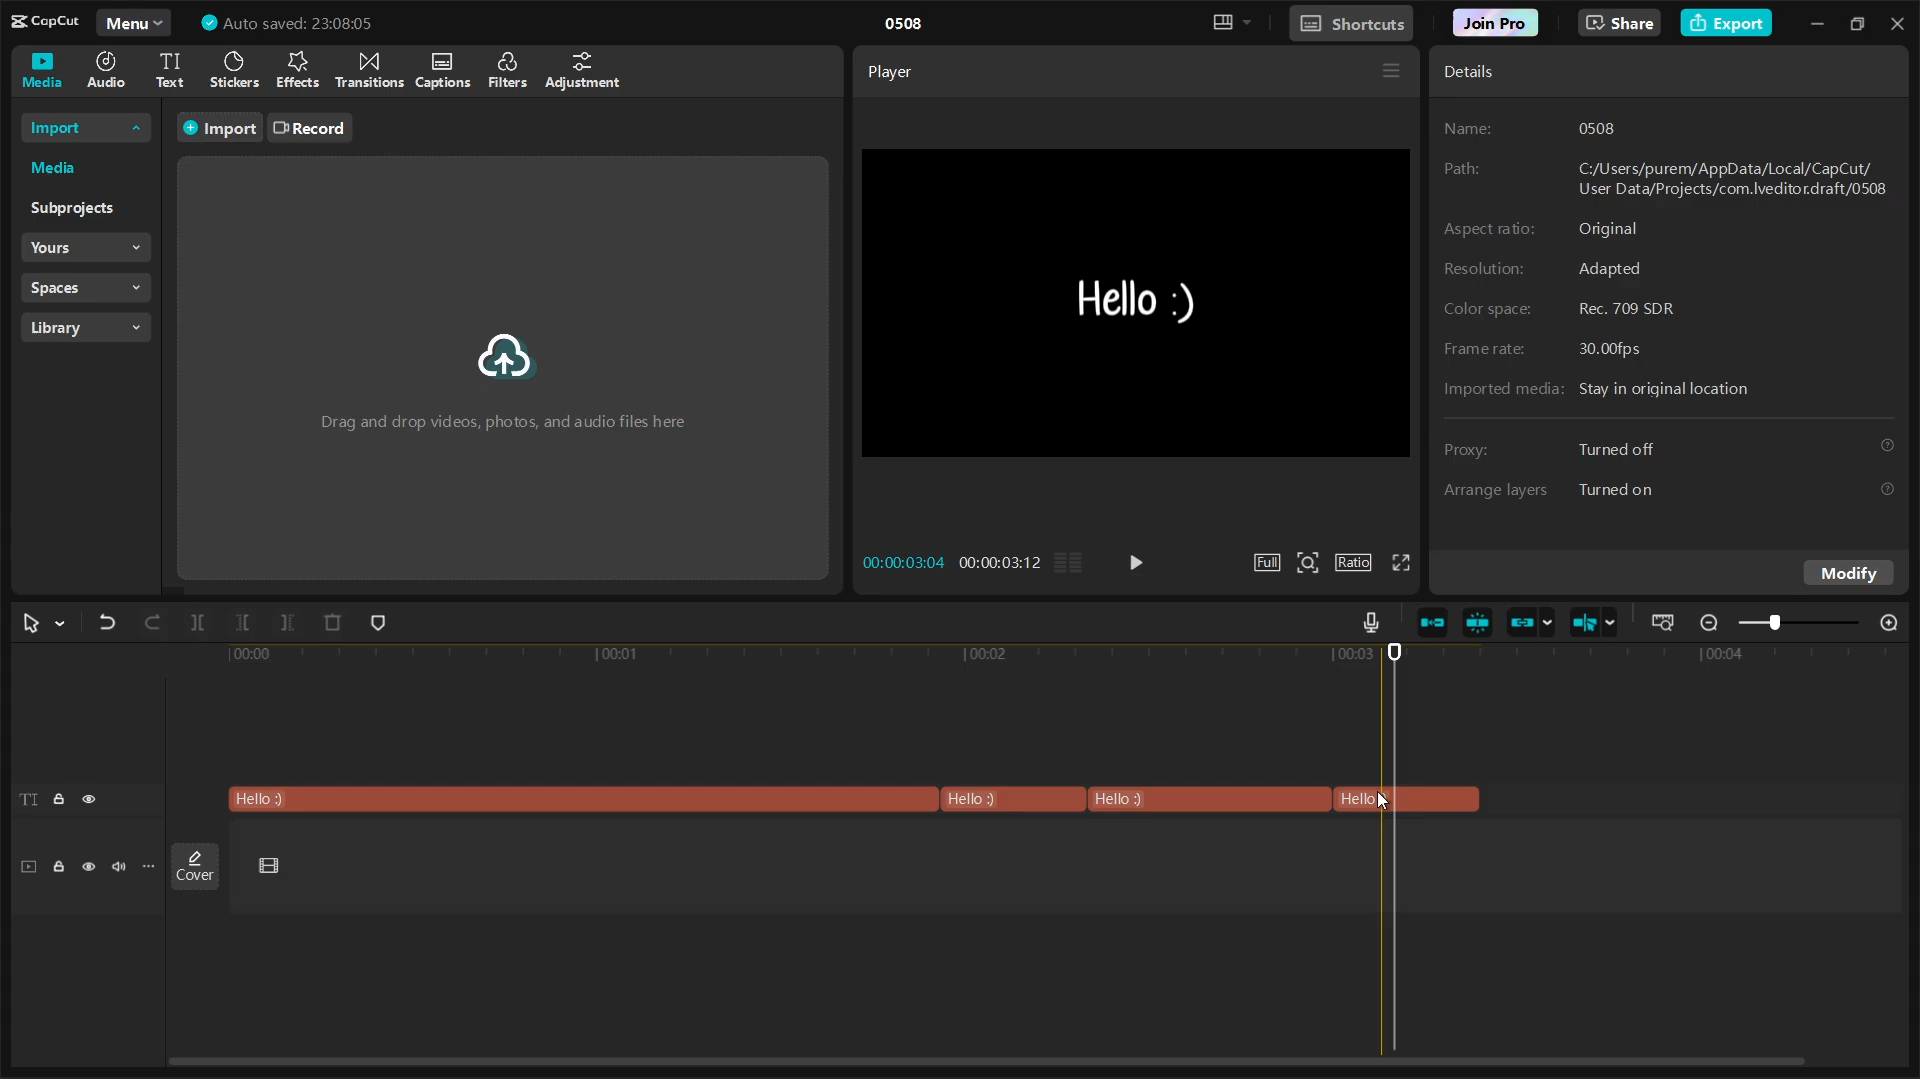 CapCut
Menu
Auto saved: 23:08:05
0508
Shortcuts
Join Pro
Share
Export
Media
Audio
TI
Text
Stickers
Effects
Transitions
Captions
Filters
Adjustment
Import
Media
Subprojects
Yours
Spaces
Library
Import
Record
Drag and drop videos, photos, and audio files here
Player
Hello :)
00:00:03:04
00:00:03:12
Full
Ratio
Details
Name:
0508
Path:
C:/Users/purem/AppData/Local/CapCut/
User Data/Projects/com.lveditor.draft/0508
Aspect ratio:
Original
Resolution:
Adapted
Color space:
Rec. 709 SDR
Frame rate:
30.00fps
Imported media:
Stay in original location
Proxy:
Turned off
Arrange layers
Turned on
Modify
00:00
00:01
00:02
00:03
00:04
TI
Hello :)
Hello :)
Hello :)
Hello
Cover